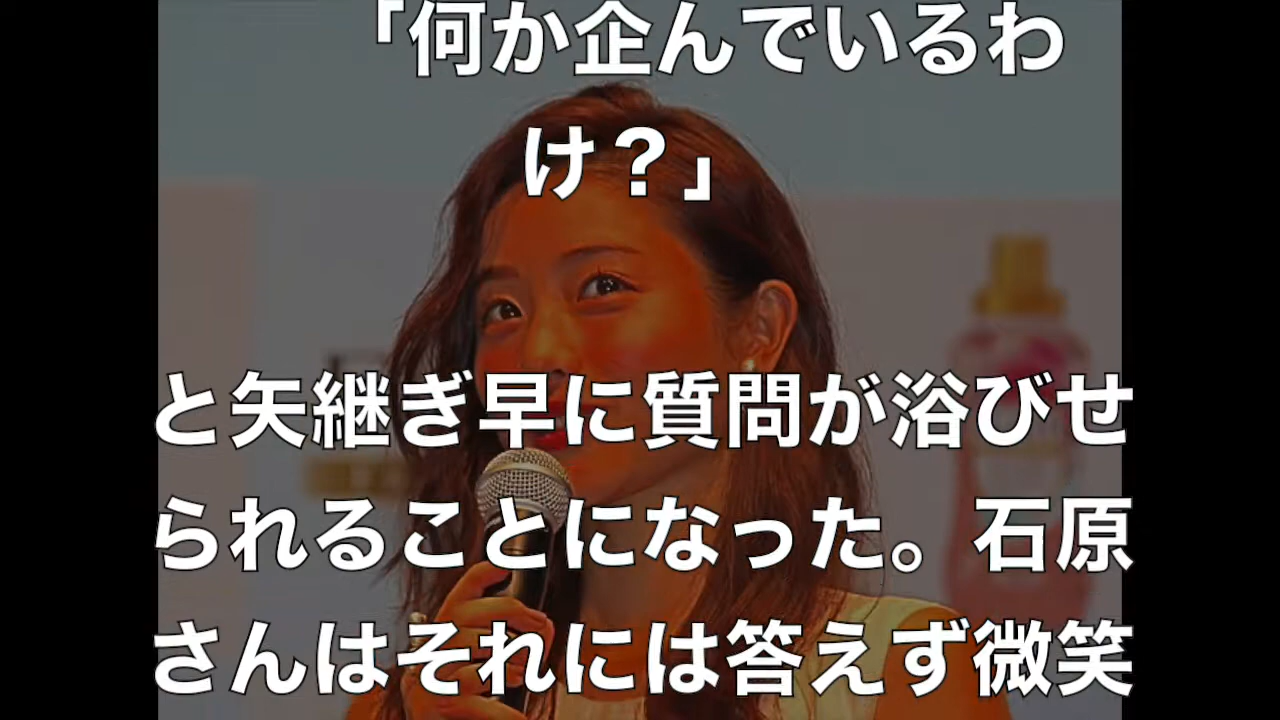 「何か企んでいるわ
け？」
と矢継ぎ早に質問が浴びせ
られることになった。石原
さんはそれには答えず微笑